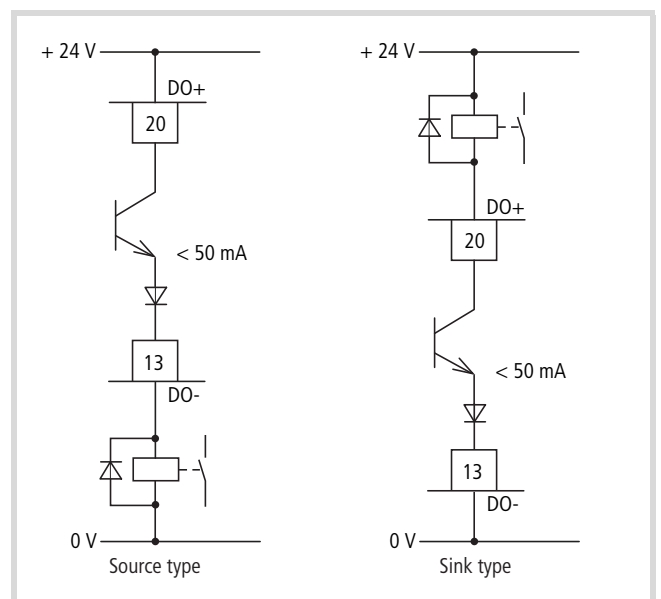 + 24 V
DO+
20
< 50 mA
13
DO-
0 V
Source type
+ 24 V
DO+
20
< 50 mA
13
DO-
0 V
Sink type